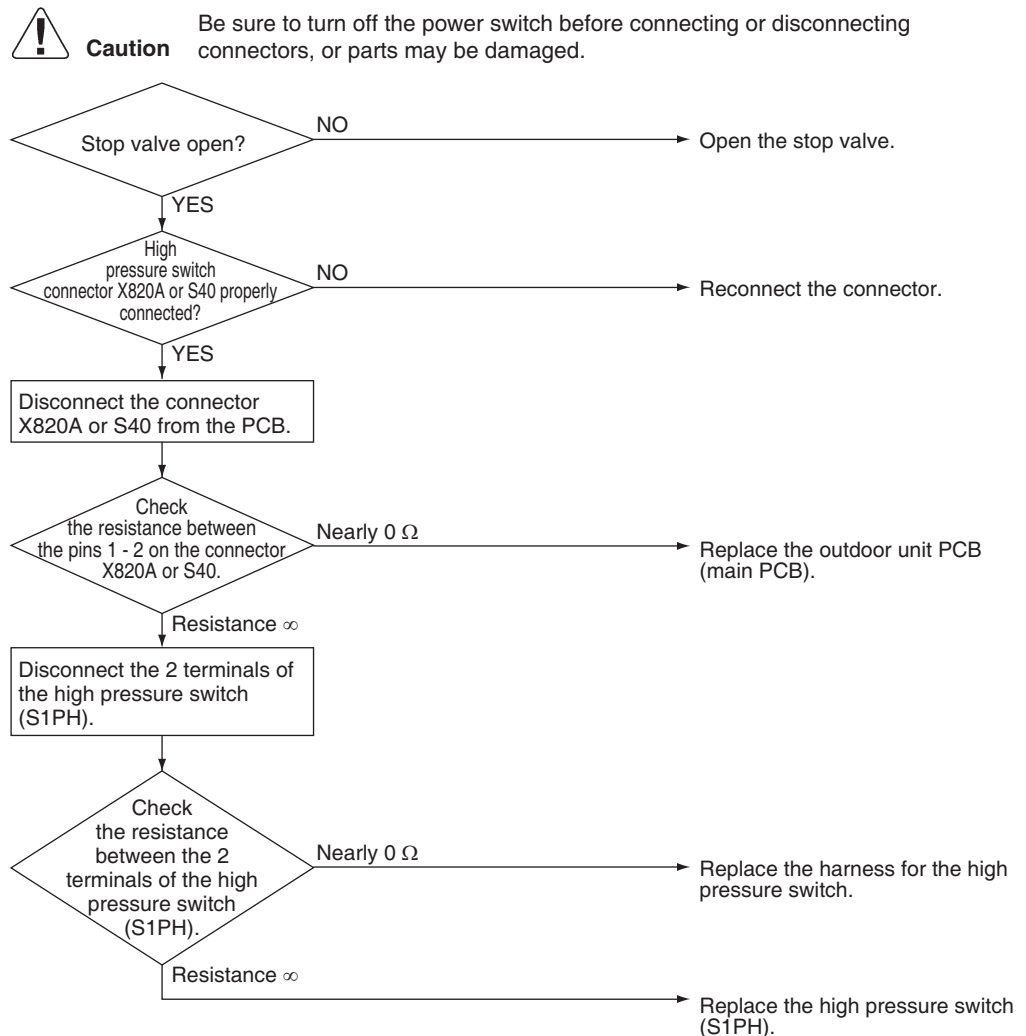 Be sure to turn off the power switch before connecting or disconnecting
Caution connectors, or parts may be damaged.
Stop valve open?
NO
Open the stop valve.
YES
High
pressure switch
connector X820A or S40 properly
connected?
NO
Reconnect the connector.
YES
Disconnect the connector
X820A or S40 from the PCB.
Check
the resistance between
the pins 1 - 2 on the connector
X820A or S40.
Nearly 0 Ω
Replace the outdoor unit PCB
(main PCB).
Resistance ∞
Disconnect the 2 terminals of
the high pressure switch
(S1PH).
Check
the resistance
between the 2
terminals of the high
pressure switch
(S1PH).
Nearly 0 Ω
Replace the harness for the high
pressure switch.
Resistance ∞
Replace the high pressure switch
(S1PH).